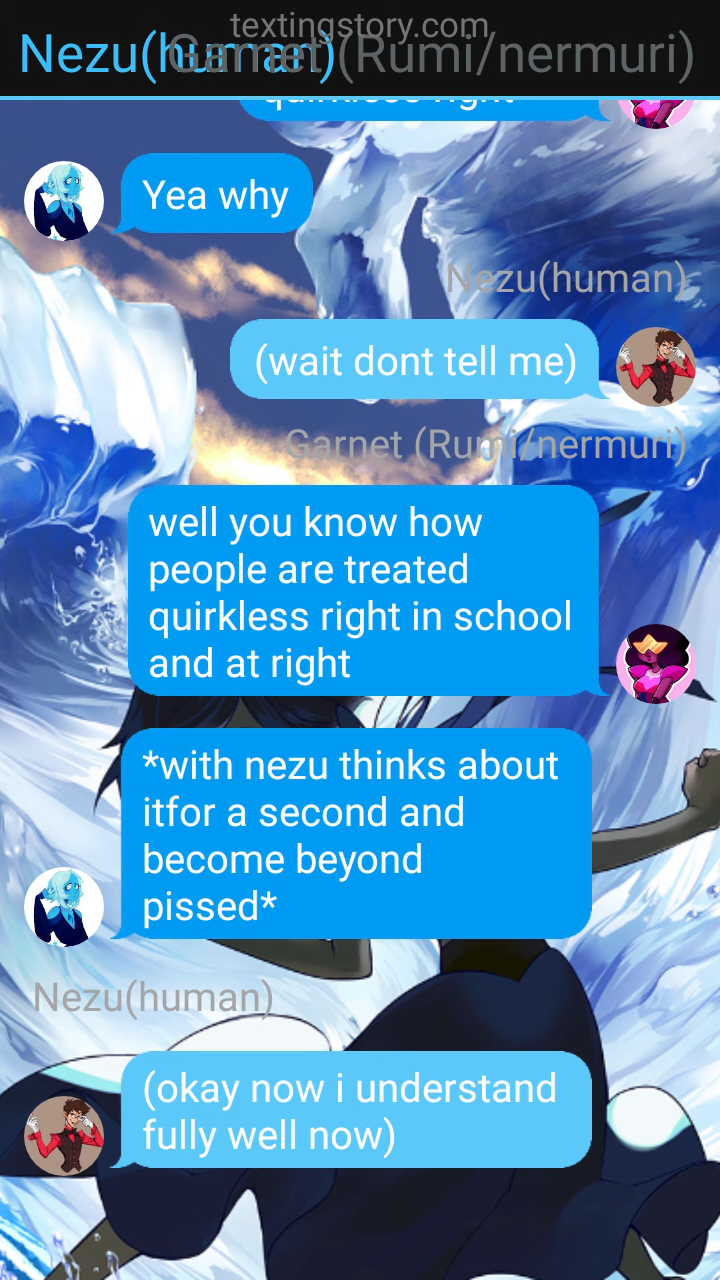 textingstory.com
Nezu(human)
Garnet (Rumi/nermuri)
quirkless right
Yea why
Nezu(human)
(wait dont tell me)
Garnet (Rumi/nermuri)
well you know how
people are treated
quirkless right in school
and at right
*with nezu thinks about
itfor a second and
become beyond
pissed*
Nezu(human)
(okay now i understand
fully well now)